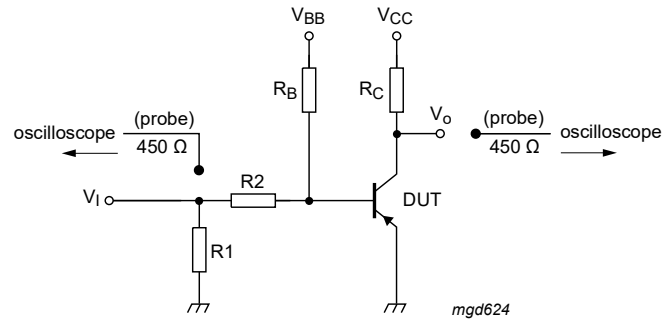 V_BB
V_CC
R_B
R_C
V_o
(probe)
450 Ω
oscilloscope
(probe)
450 Ω
oscilloscope
R2
V_I
DUT
R1
mgd624